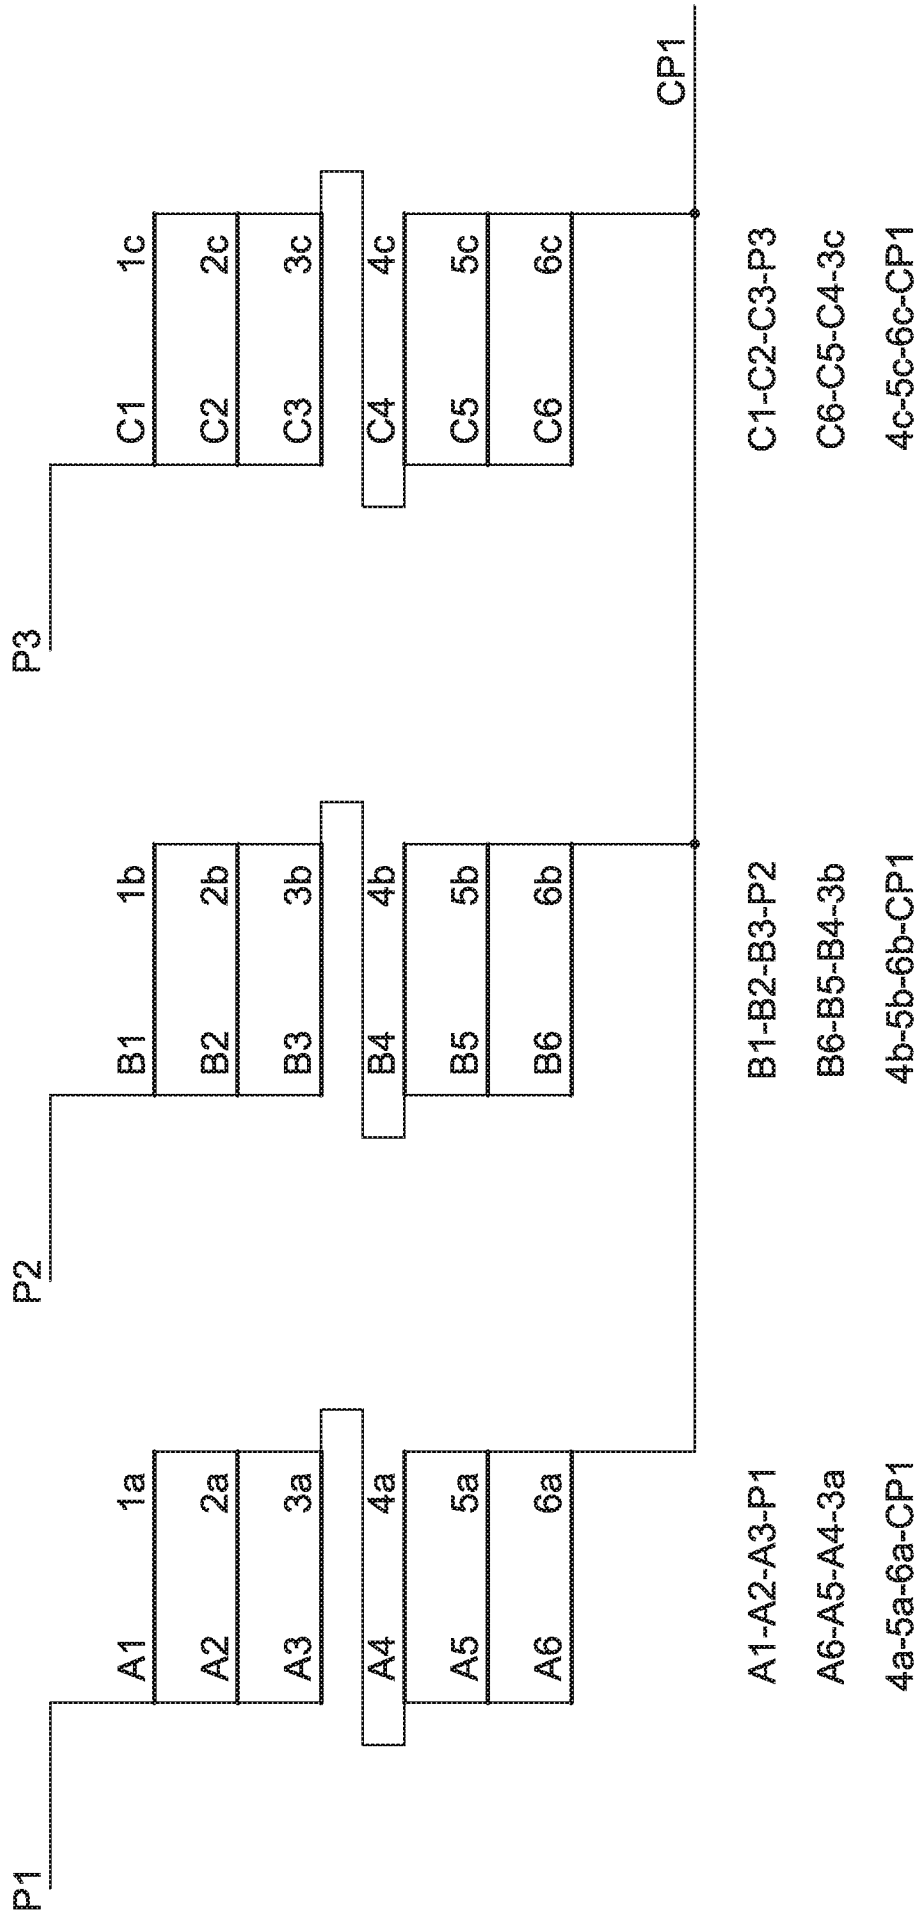 P1
P2
P3
A1 1a
A2 2a
A3 3a
A4 4a
A5 5a
A6 6a
B1 1b
B2 2b
B3 3b
B4 4b
B5 5b
B6 6b
C1 1c
C2 2c
C3 3c
C4 4c
C5 5c
C6 6c
CP1
A1-A2-A3-P1
A6-A5-A4-3a
4a-5a-6a-CP1
B1-B2-B3-P2
B6-B5-B4-3b
4b-5b-6b-CP1
C1-C2-C3-P3
C6-C5-C4-3c
4c-5c-6c-CP1